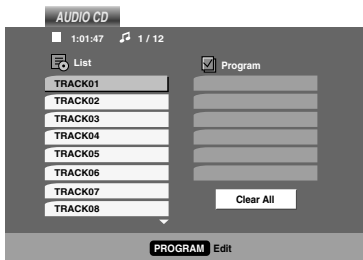 AUDIO CD
1:01:47 1 / 12
List
Program
TRACK01
TRACK02
TRACK03
TRACK04
TRACK05
TRACK06
TRACK07
TRACK08
Clear All
PROGRAM Edit